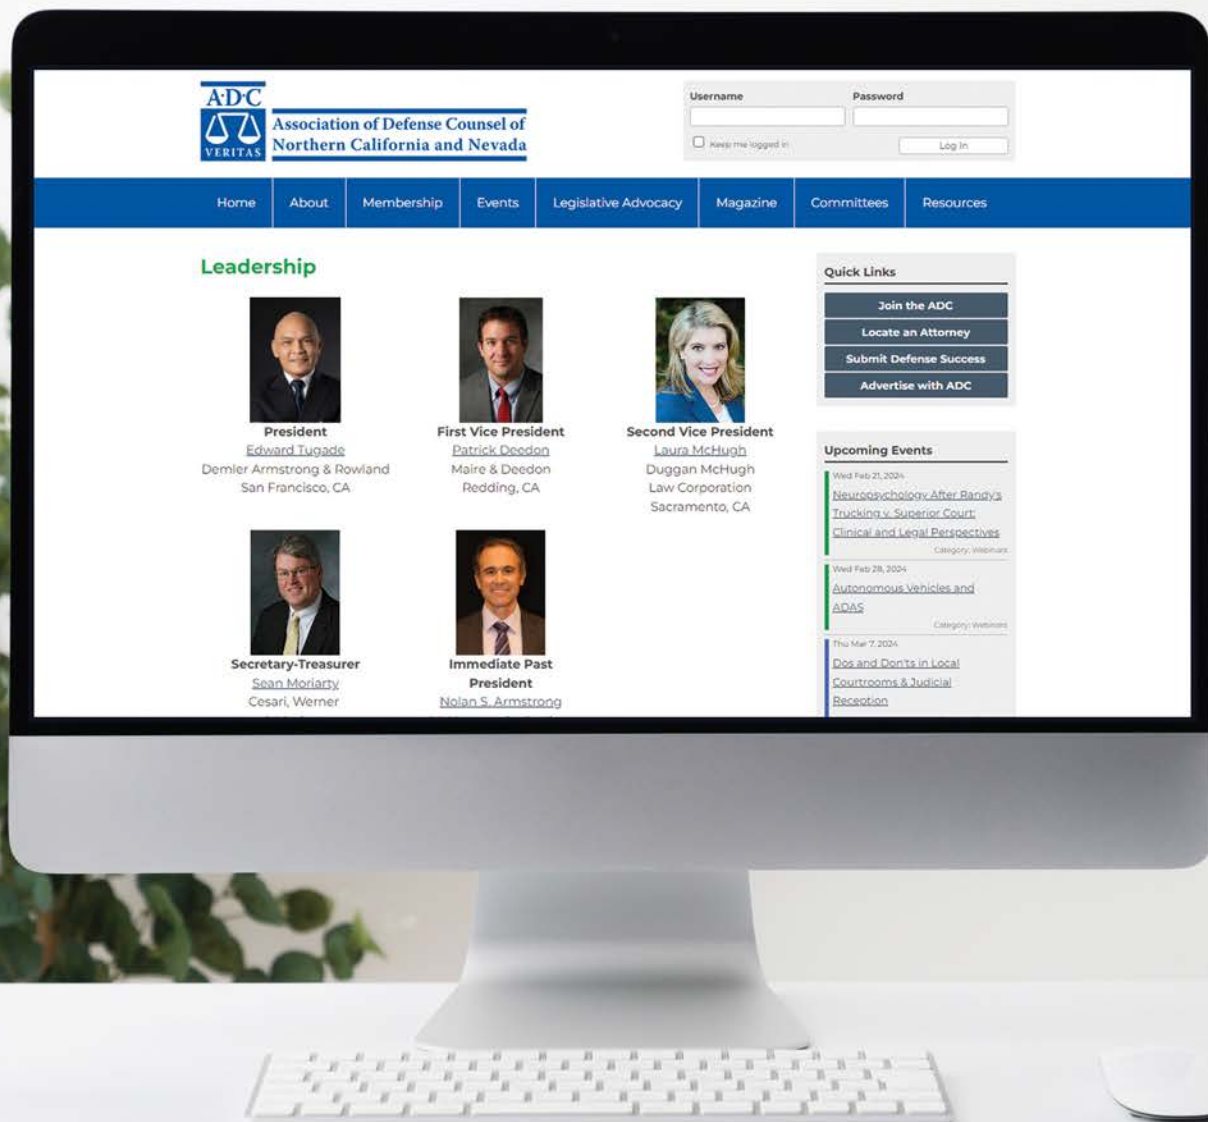 A·D·C
VERITAS
Association of Defense Counsel of
Northern California and Nevada
Username
Password
Keep me logged in
Log In
Home
About
Membership
Events
Legislative Advocacy
Magazine
Committees
Resources
Leadership
President
Edward Tugade
Demler Armstrong & Rowland
San Francisco, CA
First Vice President
Patrick Deedon
Maire & Deedon
Redding, CA
Second Vice President
Laura McHugh
Duggan McHugh
Law Corporation
Sacramento, CA
Secretary-Treasurer
Sean Moriarty
Cesari, Werner
Immediate Past
President
Nolan S. Armstrong
Quick Links
Join the ADC
Locate an Attorney
Submit Defense Success
Advertise with ADC
Upcoming Events
Wed Feb 21, 2024
Neuropsychology After Randy's
Trucking v. Superior Court:
Clinical and Legal Perspectives
Category: Webinars
Wed Feb 28, 2024
Autonomous Vehicles and
ADAS
Category: Webinars
Thu Mar 7, 2024
Dos and Don'ts in Local
Courtrooms & Judicial
Reception